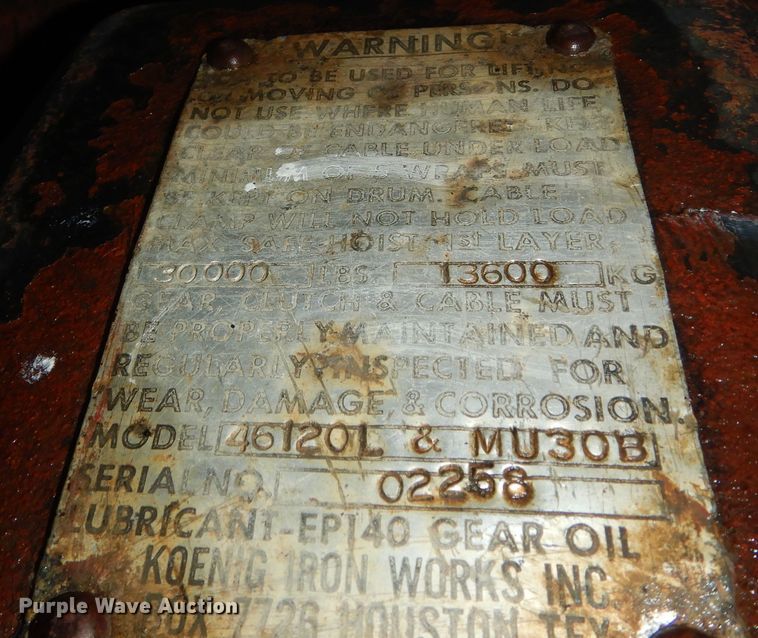 WARNING!
TO BE USED FOR LIFTING
OR MOVING OF PERSONS. DO
NOT USE WHERE HUMAN LIFE
COULD BE ENDANGERED KEEP
CLEAR OF CABLE UNDER LOAD
MINIMUM OF 5 WRAPS MUST
BE KEPT ON DRUM. CABLE
CLAMP WILL NOT HOLD LOAD
MAX. SAFE HOIST 1st LAYER,
30000 LBS. 13600 KG
GEAR, CLUTCH & CABLE MUST
BE PROPERLY MAINTAINED AND
REGULARLY INSPECTED FOR
WEAR, DAMAGE, & CORROSION.
MODEL 46120L & MU30B
SERIAL NO. 02258
LUBRICANT-EP140 GEAR OIL
KOENIG IRON WORKS INC.
BOX 7726 HOUSTON TEX
Purple Wave Auction